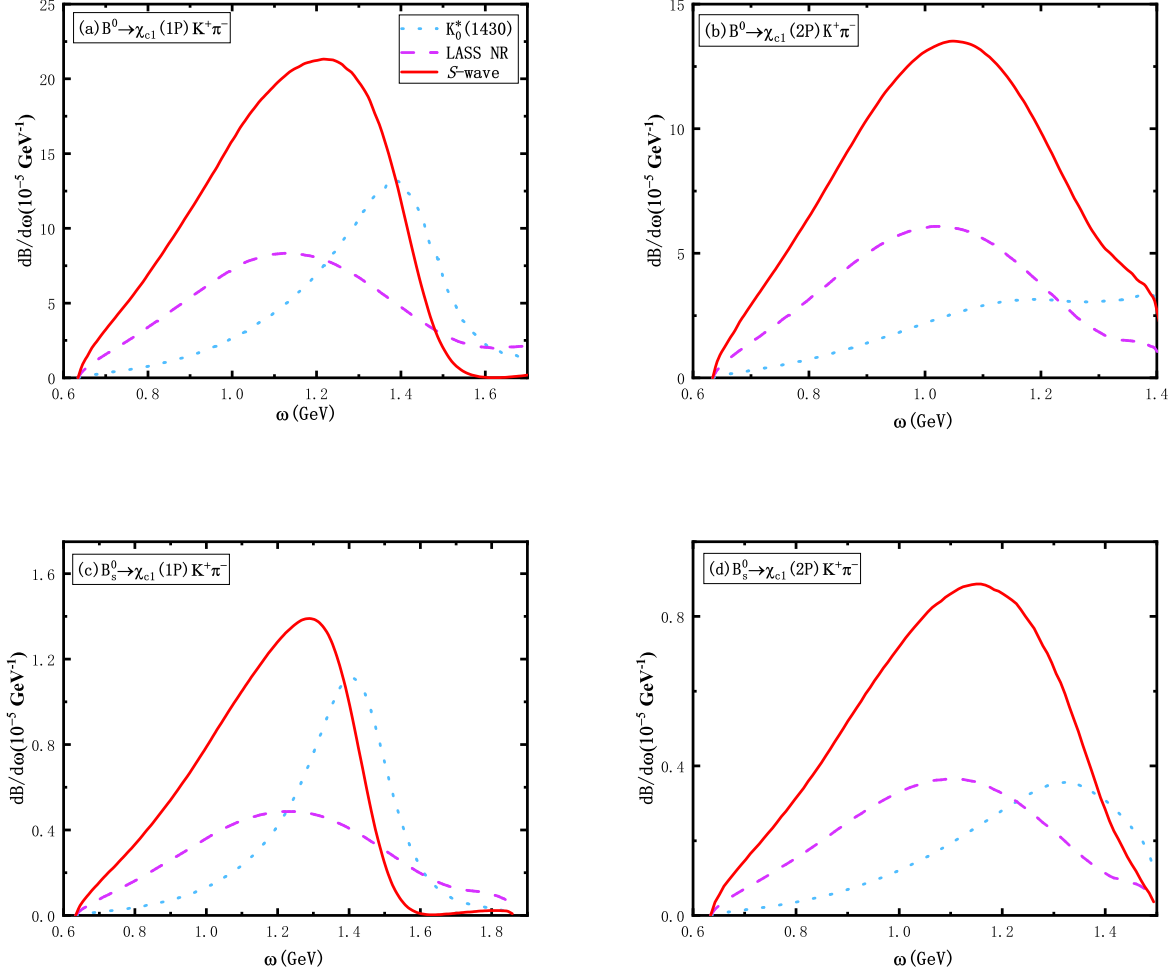 (a) B⁰→χc1(1P) K⁺π⁻
K*0(1430)
LASS NR
S-wave
dB/dω(10⁻⁵ GeV⁻¹)
25
20
15
10
5
0
0.6 0.8 1.0 1.2 1.4 1.6
ω(GeV)
(b) B⁰→χc1(2P) K⁺π⁻
dB/dω(10⁻⁵ GeV⁻¹)
15
13
10
5
0
0.6 0.8 1.0 1.2 1.4
ω(GeV)
(c) B⁰s→χc1(1P) K⁺π⁻
dB/dω(10⁻⁵ GeV⁻¹)
1.6
1.2
0.8
0.4
0.0
0.6 0.8 1.0 1.2 1.4 1.6 1.8
ω(GeV)
(d) B⁰s→χc1(2P) K⁺π⁻
dB/dω(10⁻⁵ GeV⁻¹)
0.8
0.4
0.0
0.6 0.8 1.0 1.2 1.4
ω(GeV)